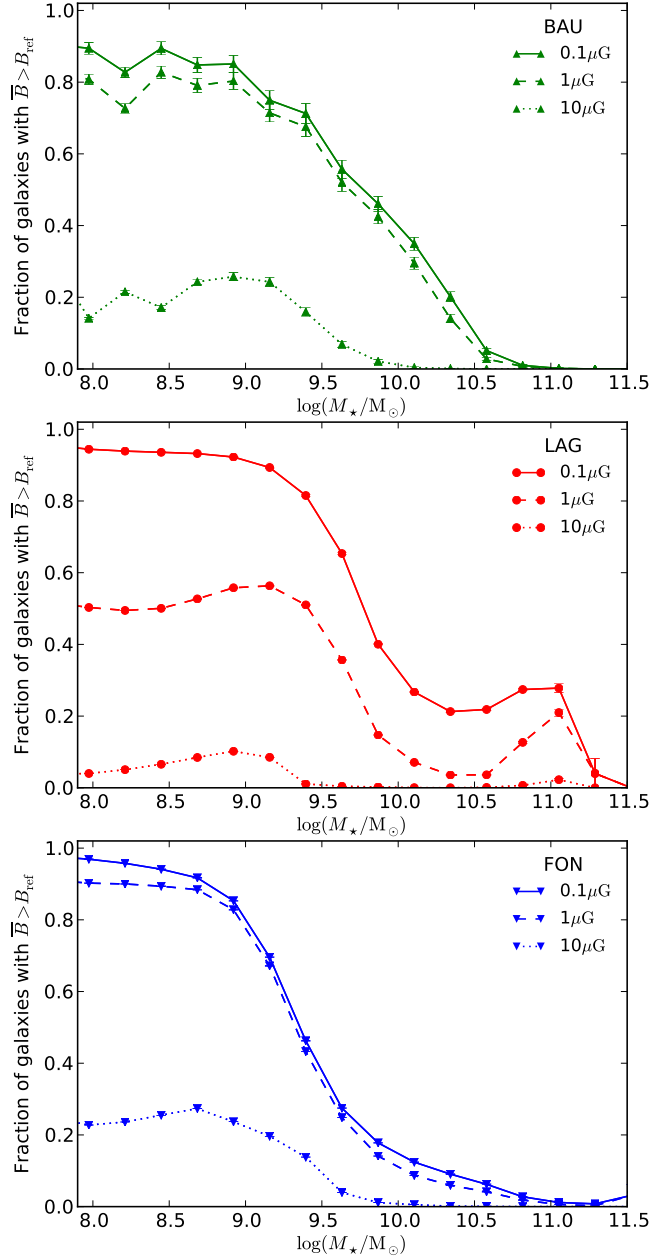 BAU
0.1μG
1μG
10μG
Fraction of galaxies with B̅ > B_ref
1.0
0.8
0.6
0.4
0.2
0.0
8.0 8.5 9.0 9.5 10.0 10.5 11.0 11.5
log(M⋆/M⊙)
LAG
0.1μG
1μG
10μG
Fraction of galaxies with B̅ > B_ref
1.0
0.8
0.6
0.4
0.2
0.0
8.0 8.5 9.0 9.5 10.0 10.5 11.0 11.5
log(M⋆/M⊙)
FON
0.1μG
1μG
10μG
Fraction of galaxies with B̅ > B_ref
1.0
0.8
0.6
0.4
0.2
0.0
8.0 8.5 9.0 9.5 10.0 10.5 11.0 11.5
log(M⋆/M⊙)